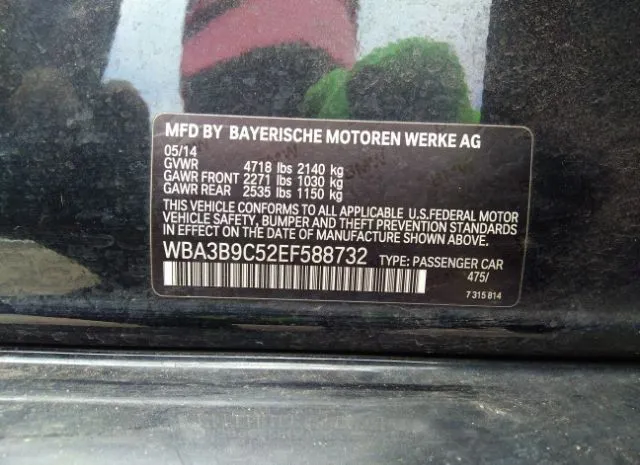 MFD BY BAYERISCHE MOTOREN WERKE AG
05/14
GVWR 4718 lbs 2140 kg
GAWR FRONT 2271 lbs 1030 kg
GAWR REAR 2535 lbs 1150 kg
THIS VEHICLE CONFORMS TO ALL APPLICABLE U.S.FEDERAL MOTOR
VEHICLE SAFETY, BUMPER AND THEFT PREVENTION STANDARDS
IN EFFECT ON THE DATE OF MANUFACTURE SHOWN ABOVE.
WBA3B9C52EF588732 TYPE: PASSENGER CAR
475/
7 315 814